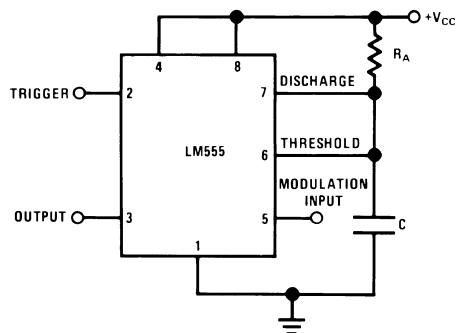 +VCC
4
8
RA
DISCHARGE
7
TRIGGER
2
LM555
THRESHOLD
6
MODULATION
INPUT
OUTPUT
3
5
C
1